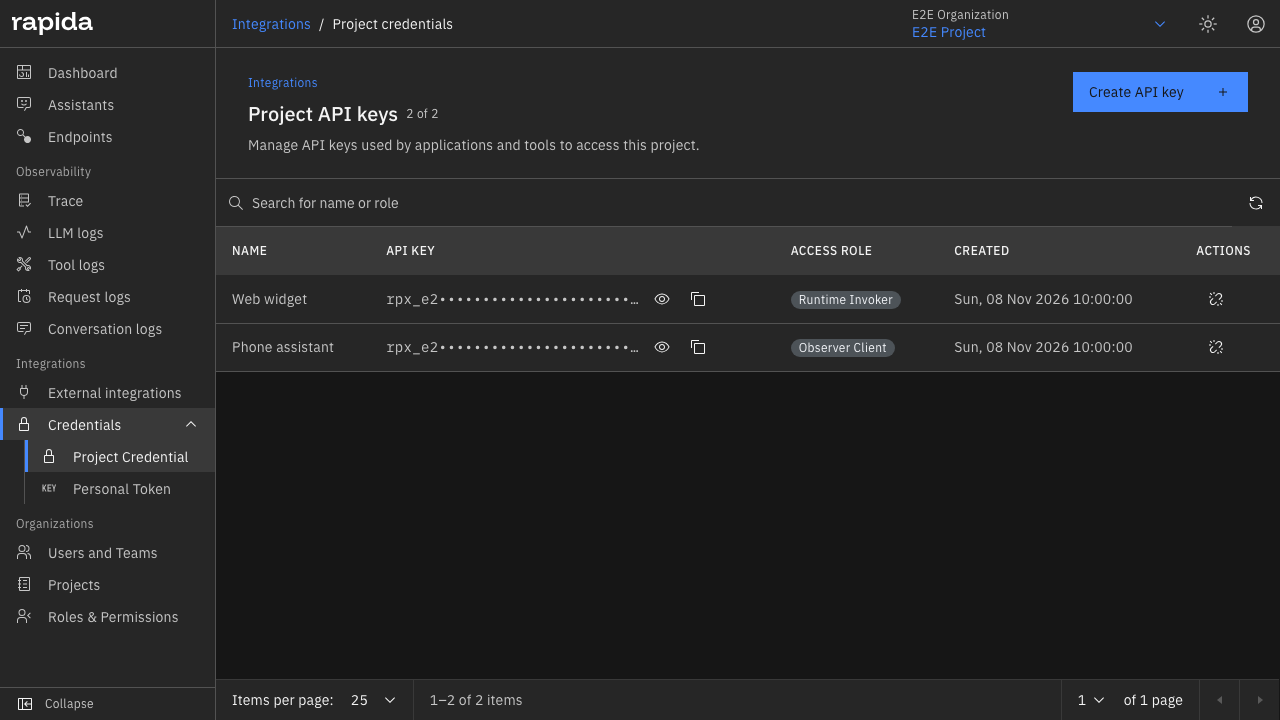 rapida
Integrations / Project credentials
E2E Organization
E2E Project
Dashboard
Assistants
Endpoints
Observability
Trace
LLM logs
Tool logs
Request logs
Conversation logs
Integrations
External integrations
Credentials
Project Credential
KEY Personal Token
Organizations
Users and Teams
Projects
Roles & Permissions
Collapse
Integrations
Project API keys 2 of 2
Manage API keys used by applications and tools to access this project.
Create API key +
Search for name or role
NAME API KEY ACCESS ROLE CREATED ACTIONS
Web widget rpx_e2••••••••••••••••••••••… Runtime Invoker Sun, 08 Nov 2026 10:00:00
Phone assistant rpx_e2••••••••••••••••••••••… Observer Client Sun, 08 Nov 2026 10:00:00
Items per page: 25 1–2 of 2 items 1 of 1 page